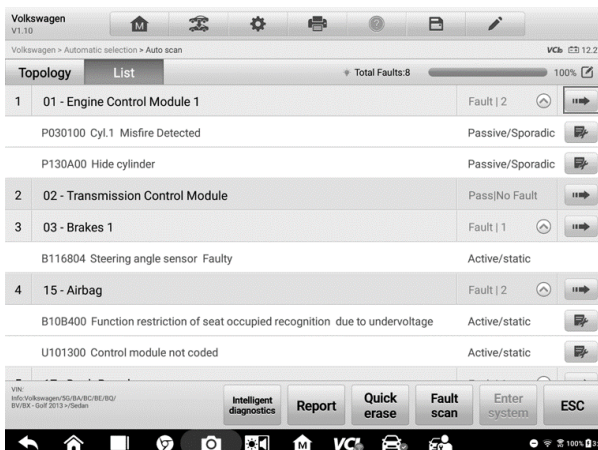 Volkswagen
V1.10
Volkswagen > Automatic selection > Auto scan
VCI 12.2
Topology List Total Faults:8 100%
1 01 - Engine Control Module 1 Fault | 2
P030100 Cyl.1 Misfire Detected Passive/Sporadic
P130A00 Hide cylinder Passive/Sporadic
2 02 - Transmission Control Module Pass|No Fault
3 03 - Brakes 1 Fault | 1
B116804 Steering angle sensor Faulty Active/static
4 15 - Airbag Fault | 2
B10B400 Function restriction of seat occupied recognition due to undervoltage Active/static
U101300 Control module not coded Active/static
VIN:
Info:Volkswagen/5G/BA/BC/BE/BQ/
BV/BX - Golf 2013 >/Sedan
Intelligent
diagnostics
Report
Quick
erase
Fault
scan
Enter
system
ESC
M VCI M 100%